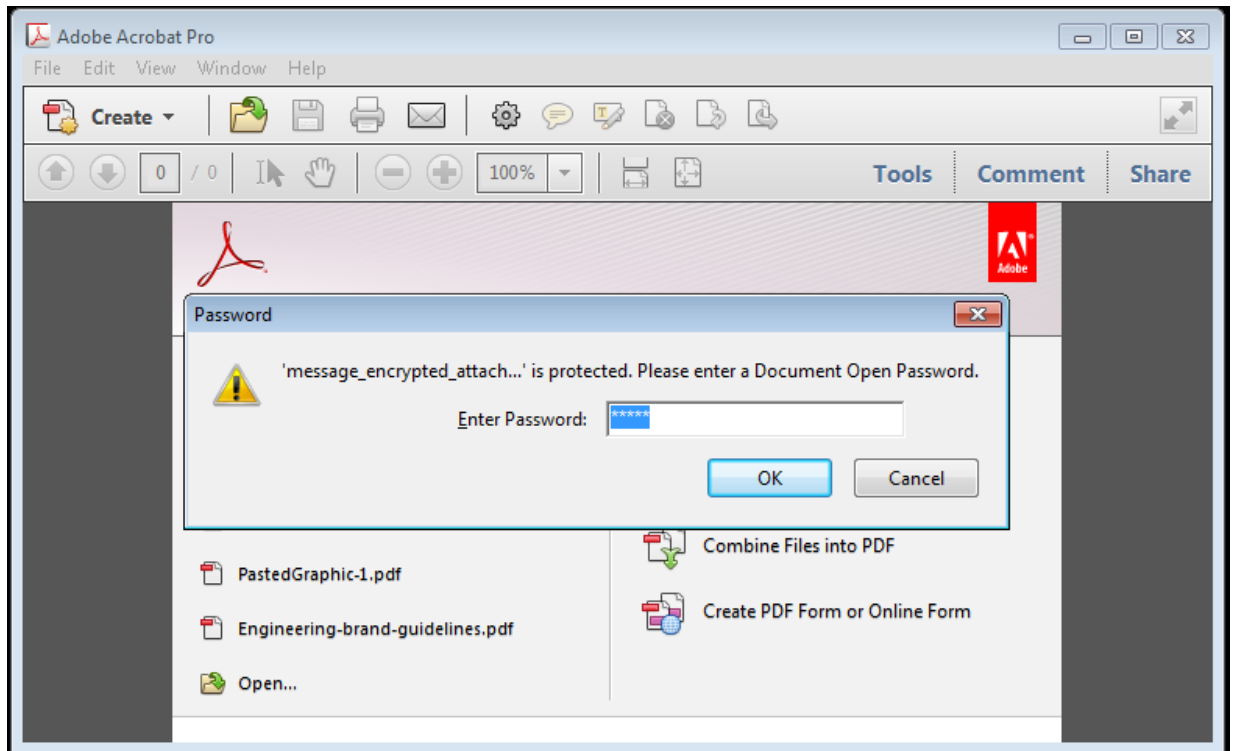 Adobe Acrobat Pro
File Edit View Window Help
Create
0 / 0 100% Tools Comment Share
Adobe
Password
'message_encrypted_attach...' is protected. Please enter a Document Open Password.
Enter Password: *****
OK Cancel
Combine Files into PDF
PastedGraphic-1.pdf
Create PDF Form or Online Form
Engineering-brand-guidelines.pdf
Open...